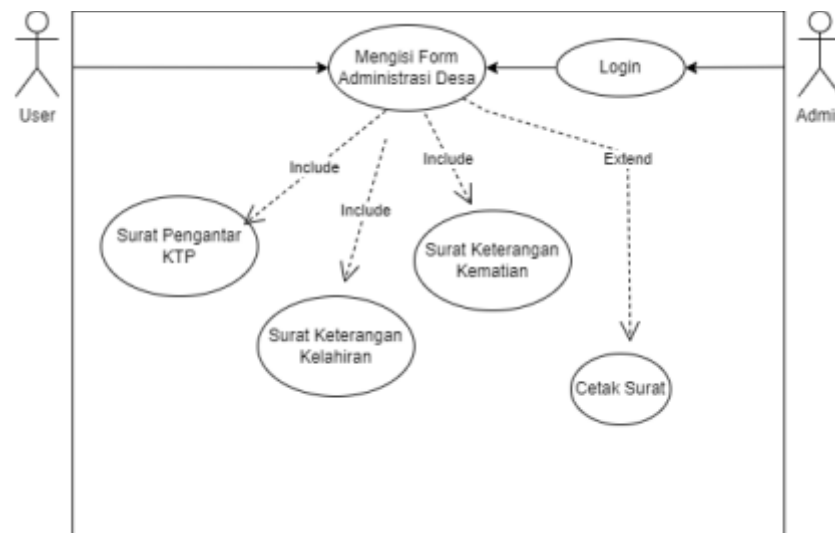 Mengisi Form
Administrasi Desa
Login
User
Admi
Include
Include
Extend
Include
Surat Pengantar
KTP
Surat Keterangan
Kematian
Surat Keterangan
Kelahiran
Cetak Surat